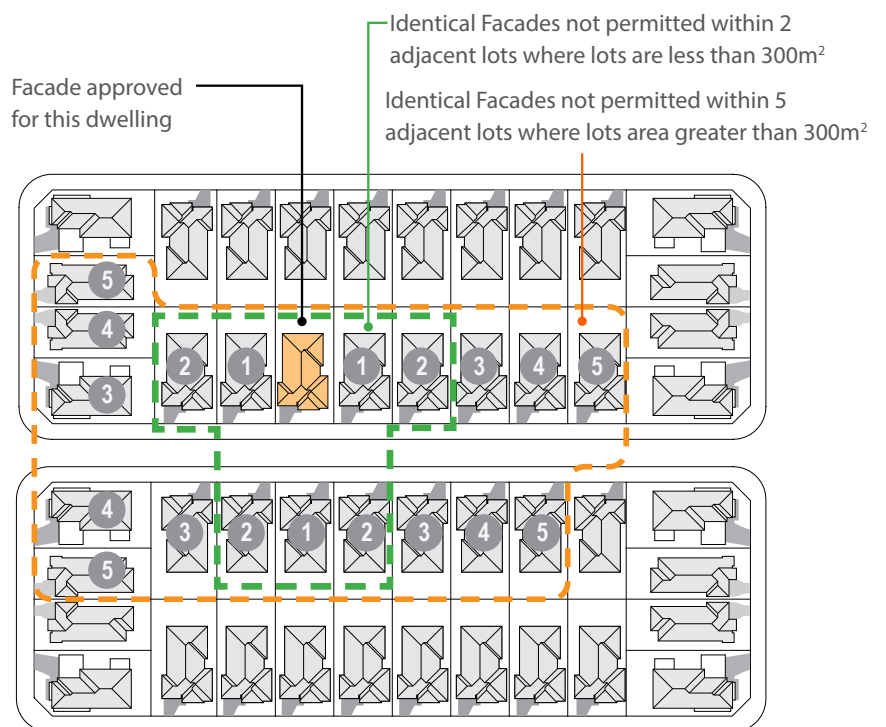 Identical Facades not permitted within 2
adjacent lots where lots are less than 300m²
Facade approved
for this dwelling
Identical Facades not permitted within 5
adjacent lots where lots area greater than 300m²
5
4
3
2 1 1 2 3 4 5
4
3 2 1 2 3 4 5
5